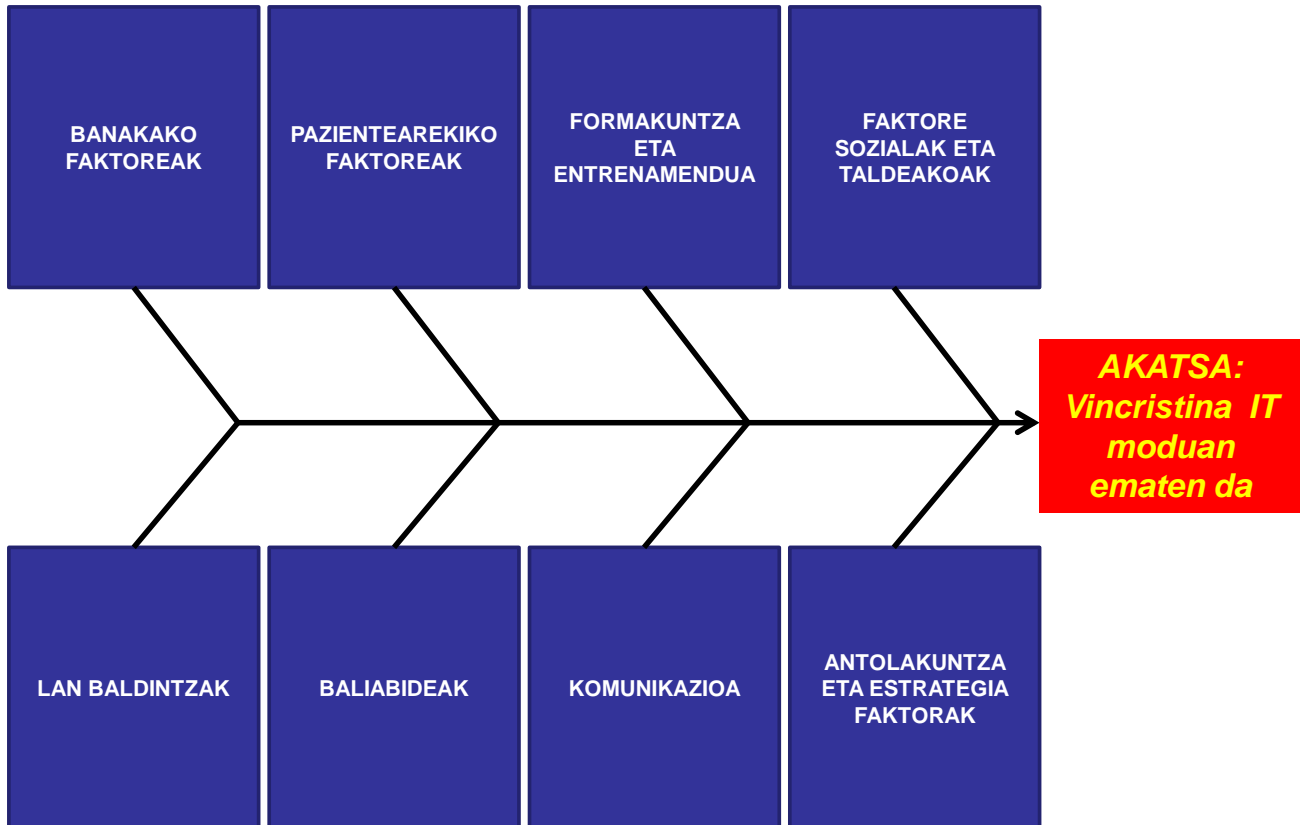 BANAKAKO
FAKTOREAK
PAZIENTEAREKIKO
FAKTOREAK
FORMAKUNTZA
ETA
ENTRENAMENDUA
FAKTORE
SOZIALAK ETA
TALDEAKOAK
AKATSA:
Vincristina IT
moduan
ematen da
LAN BALDINTZAK
BALIABIDEAK
KOMUNIKAZIOA
ANTOLAKUNTZA
ETA ESTRATEGIA
FAKTORAK